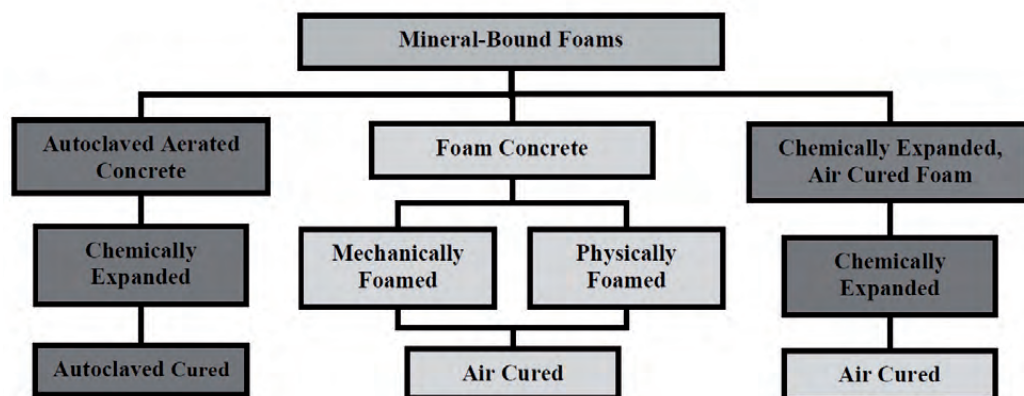 Mineral-Bound Foams
Autoclaved Aerated
Concrete
Foam Concrete
Chemically Expanded,
Air Cured Foam
Chemically
Expanded
Mechanically
Foamed
Physically
Foamed
Chemically
Expanded
Autoclaved Cured
Air Cured
Air Cured